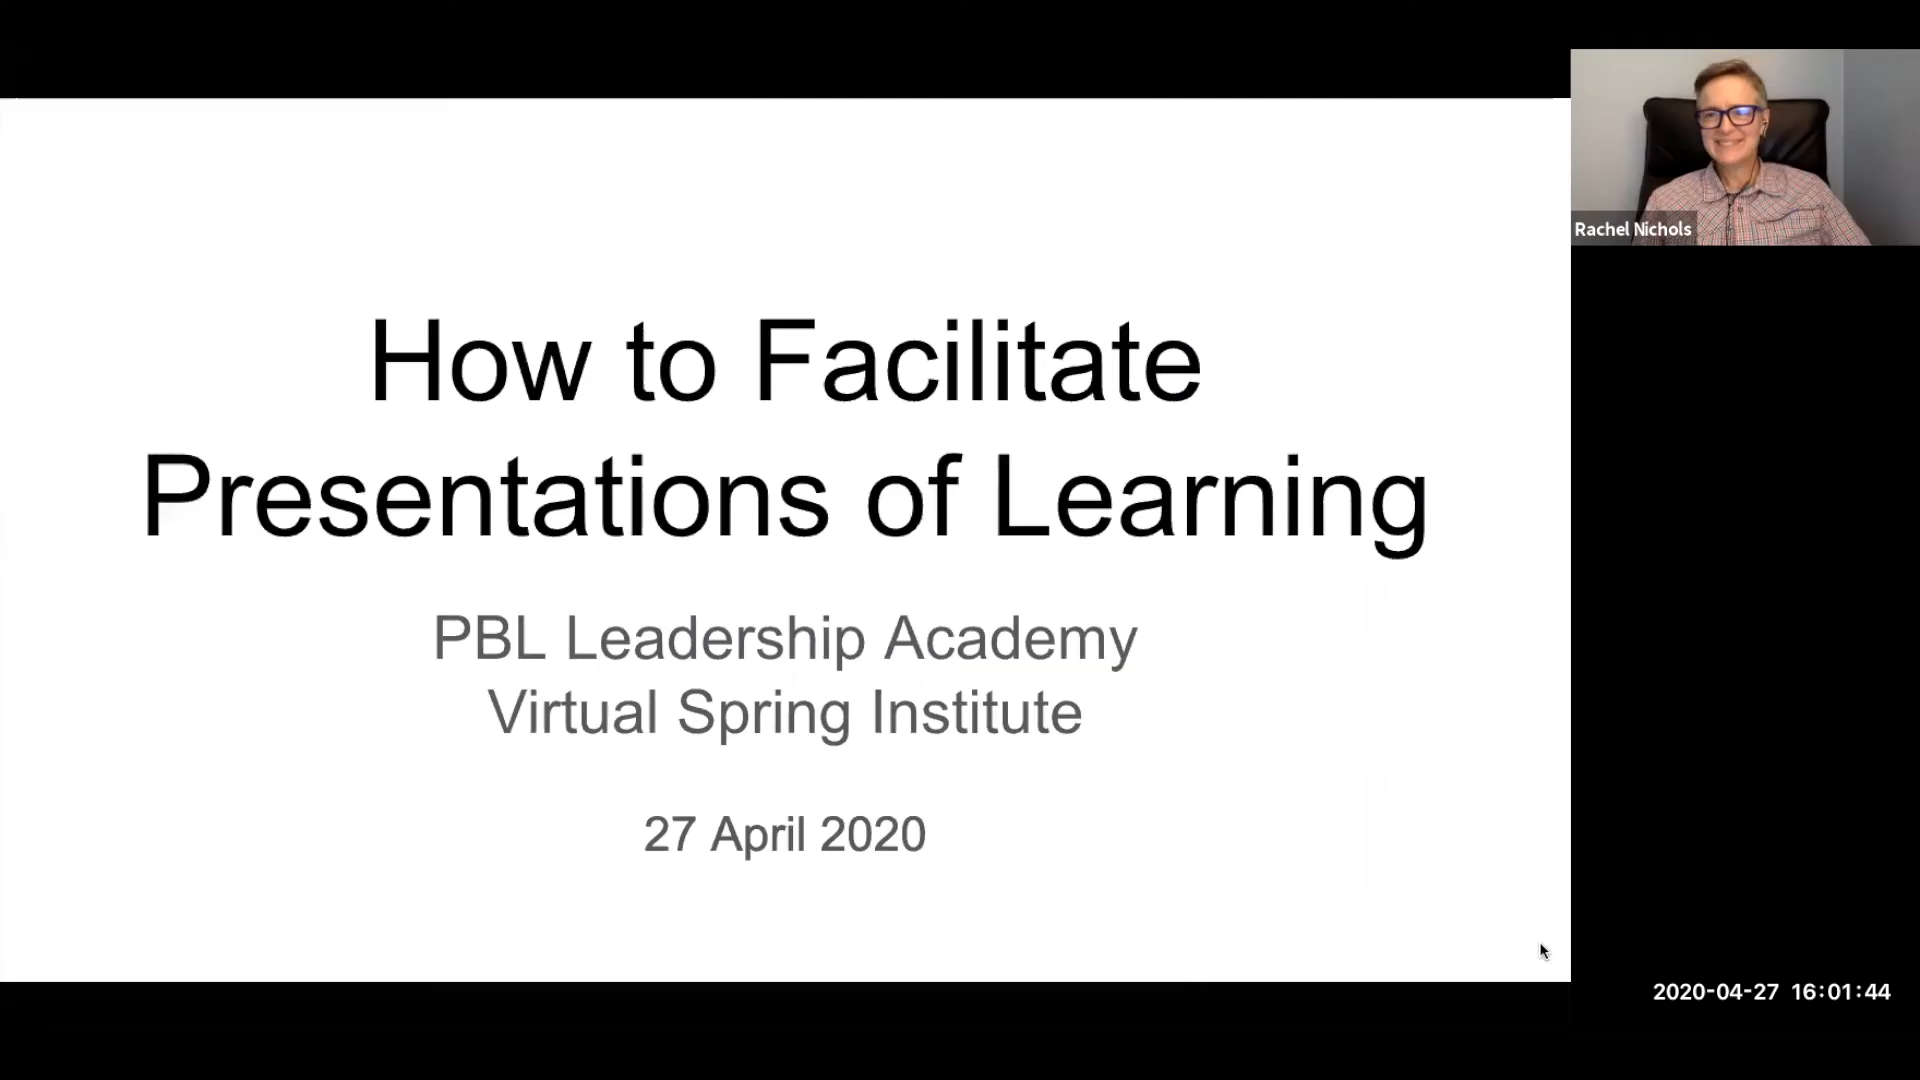 How to Facilitate
Presentations of Learning
PBL Leadership Academy
Virtual Spring Institute
27 April 2020
Rachel Nichols
2020-04-27 16:01:44